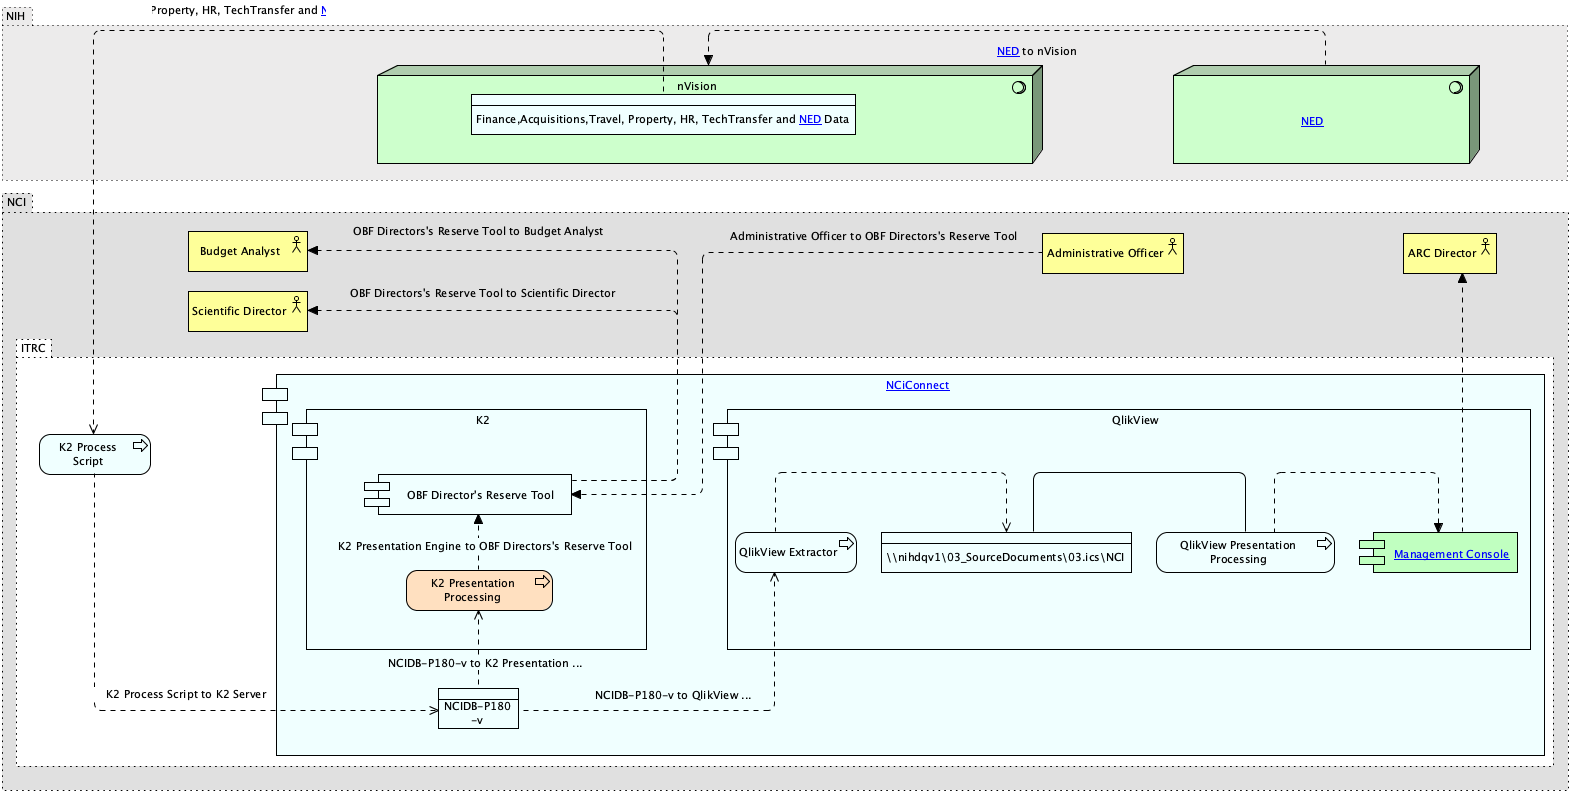 Property, HR, TechTransfer and N
NIH
NED to nVision
nVision
Finance,Acquisitions,Travel, Property, HR, TechTransfer and NED Data
NED
NCI
OBF Directors's Reserve Tool to Budget Analyst
Administrative Officer to OBF Directors's Reserve Tool
Budget Analyst
Administrative Officer
ARC Director
OBF Directors's Reserve Tool to Scientific Director
Scientific Director
ITRC
NCiConnect
K2
QlikView
K2 Process
Script
OBF Director's Reserve Tool
K2 Presentation Engine to OBF Directors's Reserve Tool
QlikView Extractor
\\nihdqv1\03_SourceDocuments\03.ics\NCI
QlikView Presentation
Processing
Management Console
K2 Presentation
Processing
NCIDB-P180-v to K2 Presentation ...
K2 Process Script to K2 Server
NCIDB-P180-v to QlikView ...
NCIDB-P180
-v